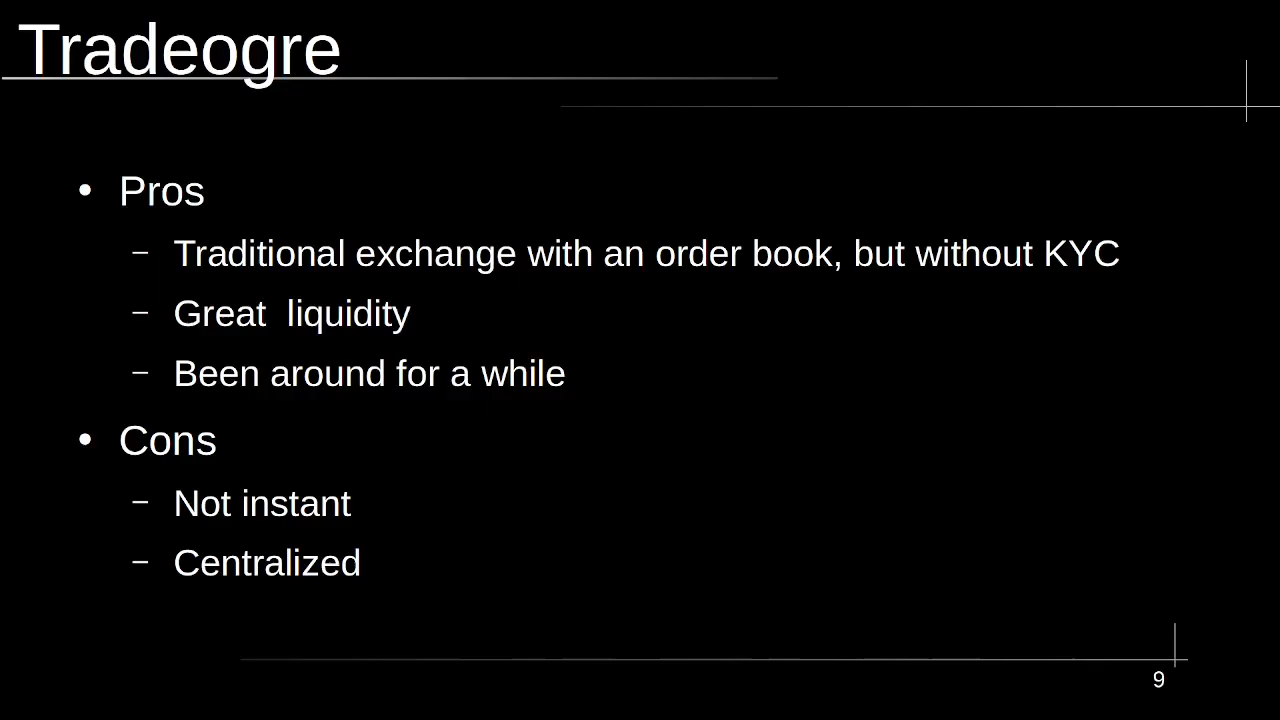 Tradeogre
• Pros
– Traditional exchange with an order book, but without KYC
– Great  liquidity
– Been around for a while
• Cons
– Not instant
– Centralized
9